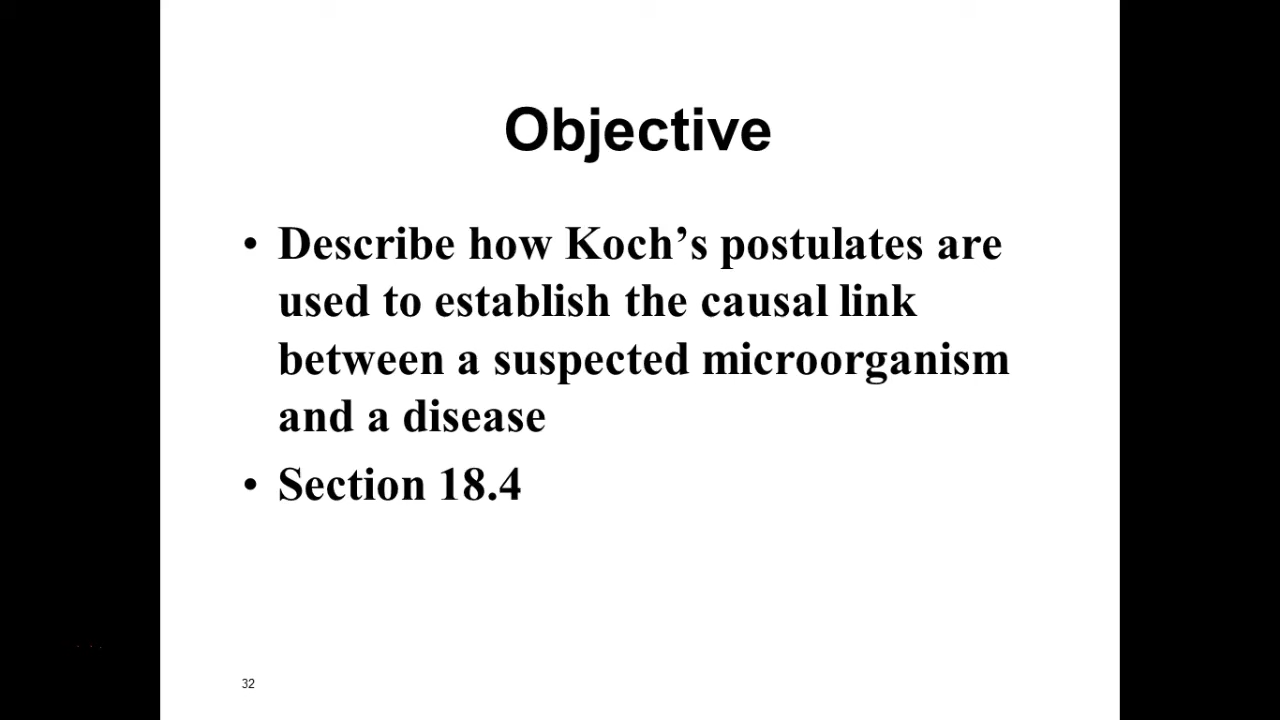 Objective
• Describe how Koch’s postulates are
used to establish the causal link
between a suspected microorganism
and a disease
• Section 18.4
32